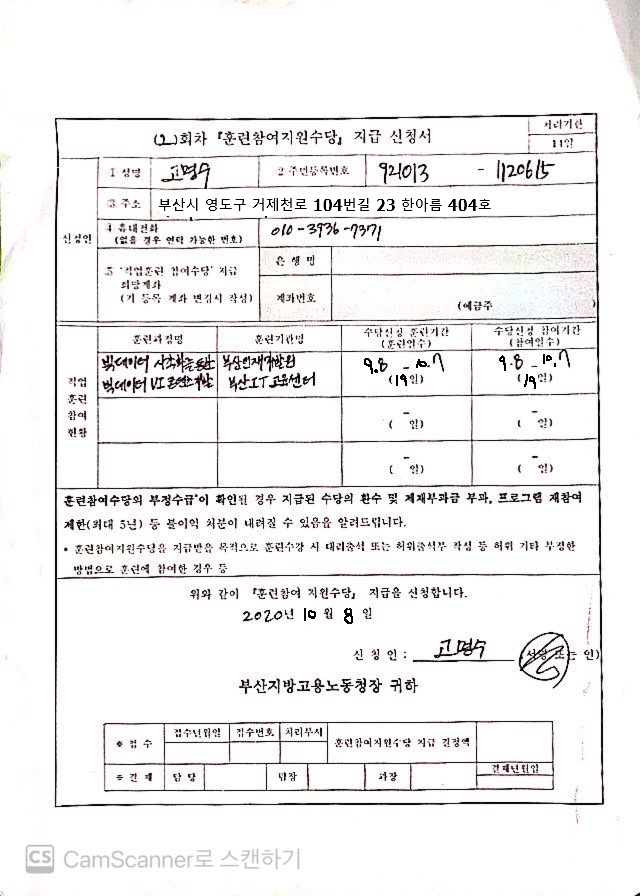 (2)회차 『훈련참여지원수당』 지급 신청서
처리기간
11일
신청인
① 성명
고명수
② 주민등록번호
921013 - 1120615
③ 주소
부산시 영도구 거제천로 104번길 23 한아름 404호
④ 휴대전화
(없을 경우 연락 가능한 번호)
010-3936-7371
⑤ '직업훈련 참여수당' 지급
희망계좌
(기 등록 계좌 변경시 작성)
은 행 명
계좌번호
(예금주 )
직업
훈련
참여
현황
훈련과정명
훈련기관명
수당신청 훈련기간
(훈련일수)
수당신청 참여기간
(참여일수)
빅데이터
부산인재개발원
9.8 - 10.7
9.8 - 10.7
빅데이터 UI
부산IT교육센터
(19일)
(19일)
-
( 일)
-
( 일)
-
( 일)
-
( 일)
훈련참여수당의 부정수급*이 확인될 경우 지급된 수당의 환수 및 제재부과금 부과, 프로그램 재참여
제한(최대 5년) 등 불이익 처분이 내려질 수 있음을 알려드립니다.
* 훈련참여지원수당을 지급받을 목적으로 훈련수강 시 대리출석 또는 허위출석부 작성 등 허위 기타 부정한
방법으로 훈련에 참여한 경우 등
위와 같이 『훈련참여 지원수당』 지급을 신청합니다.
2020년 10월 8일
신 청 인 : 고명수 (서명 또는 인)
부산지방고용노동청장 귀하
※ 접 수
접수년월일
접수번호
처리부서
훈련참여지원수당 지급 결정액
※ 결 재
담 당
팀장
과장
결재년월일
CS CamScanner로 스캔하기